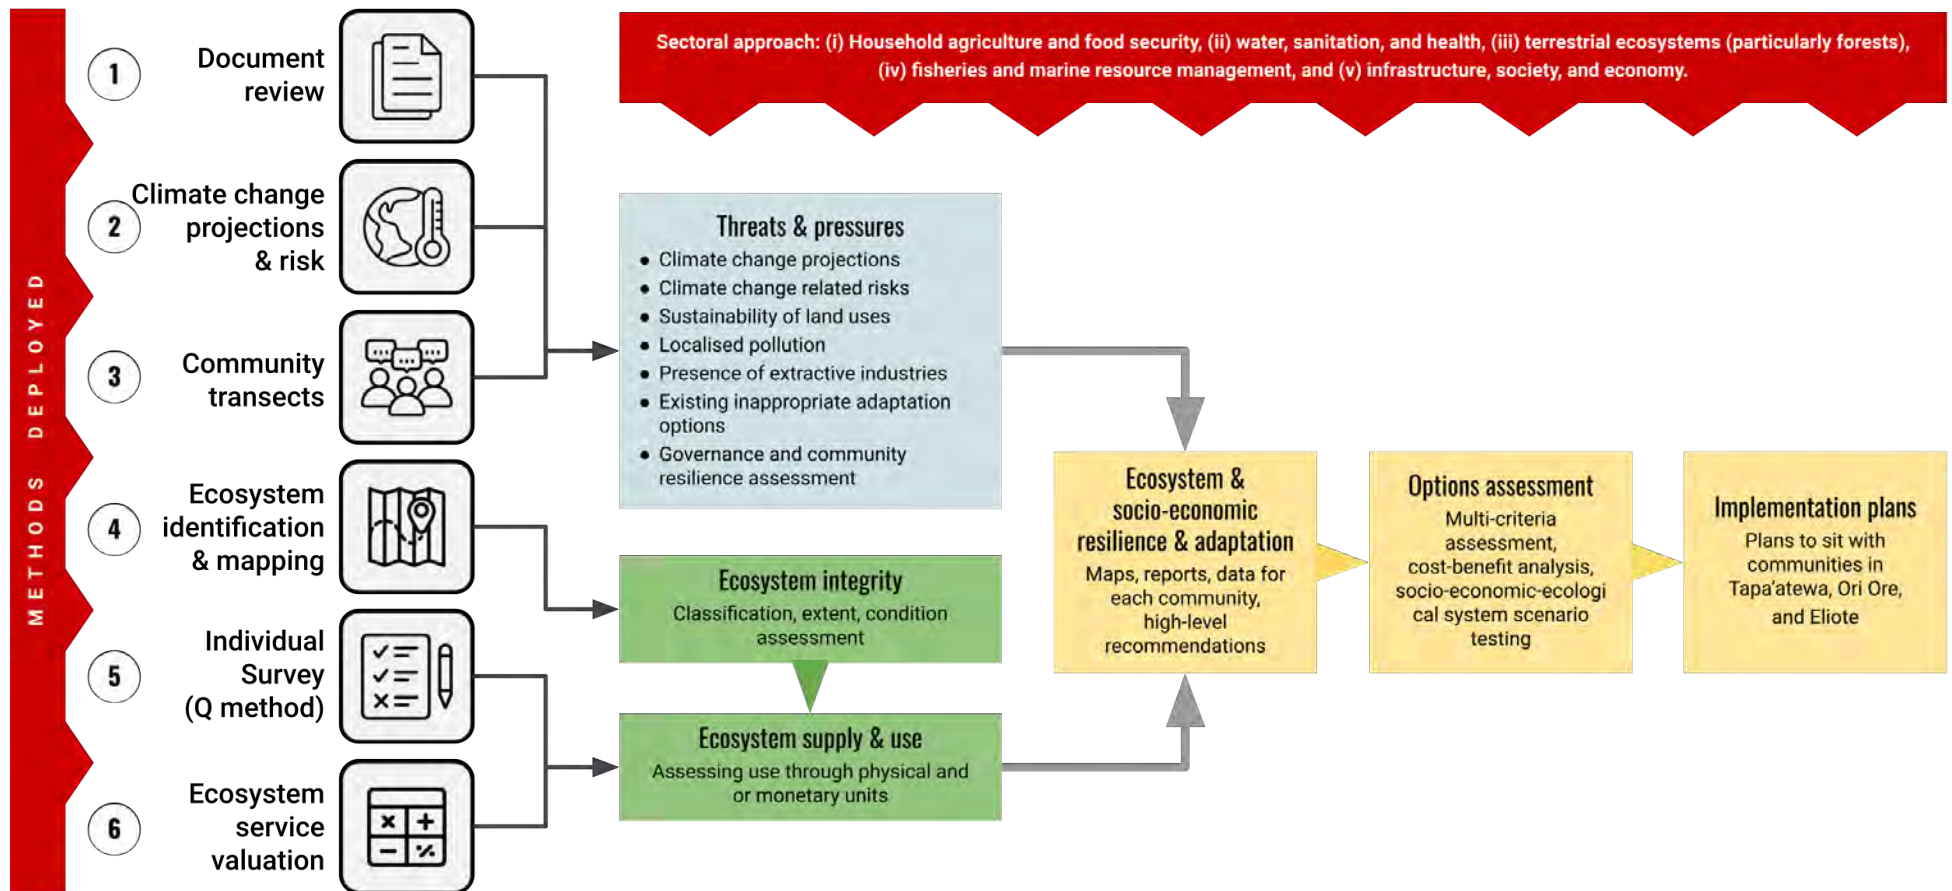 METHODS DEPLOYED
1
Document
review
2
Climate change
projections
& risk
3
Community
transects
4
Ecosystem
identification
& mapping
5
Individual
Survey
(Q method)
6
Ecosystem
service
valuation
Sectoral approach: (i) Household agriculture and food security, (ii) water, sanitation, and health, (iii) terrestrial ecosystems (particularly forests),
(iv) fisheries and marine resource management, and (v) infrastructure, society, and economy.
Threats & pressures
● Climate change projections
● Climate change related risks
● Sustainability of land uses
● Localised pollution
● Presence of extractive industries
● Existing inappropriate adaptation
options
● Governance and community
resilience assessment
Ecosystem integrity
Classification, extent, condition
assessment
Ecosystem supply & use
Assessing use through physical and
or monetary units
Ecosystem &
socio-economic
resilience & adaptation
Maps, reports, data for
each community,
high-level
recommendations
Options assessment
Multi-criteria
assessment,
cost-benefit analysis,
socio-economic-ecologi
cal system scenario
testing
Implementation plans
Plans to sit with
communities in
Tapa'atewa, Ori Ore,
and Eliote